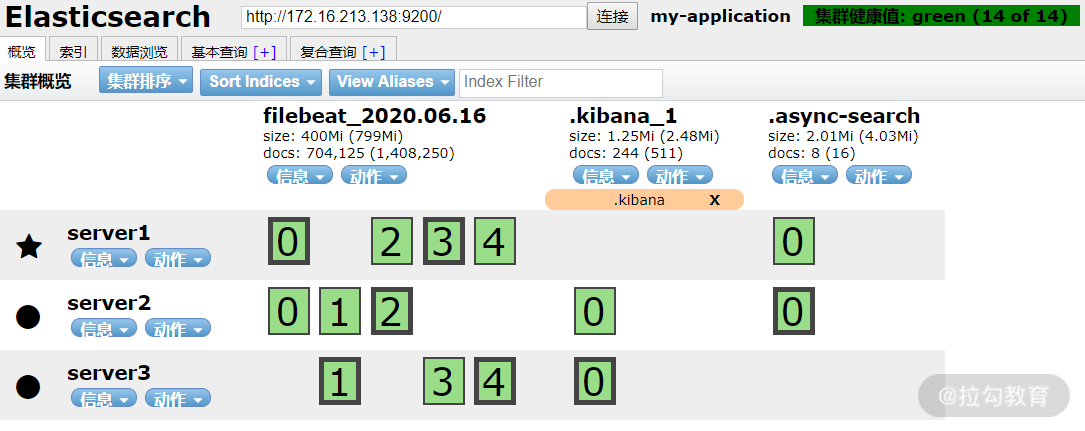 Elasticsearch http://172.16.213.138:9200/ 连接 my-application 集群健康值: green (14 of 14)
概览 索引 数据浏览 基本查询 [+] 复合查询 [+]
集群概览 集群排序 Sort Indices View Aliases Index Filter
filebeat_2020.06.16 .kibana_1 .async-search
size: 400Mi (799Mi) size: 1.25Mi (2.48Mi) size: 2.01Mi (4.03Mi)
docs: 704,125 (1,408,250) docs: 244 (511) docs: 8 (16)
信息 动作 信息 动作 信息 动作
.kibana X
server1 0 2 3 4 0
信息 动作
server2 0 1 2 0 0
信息 动作
server3 1 3 4 0
信息 动作
@拉勾教育